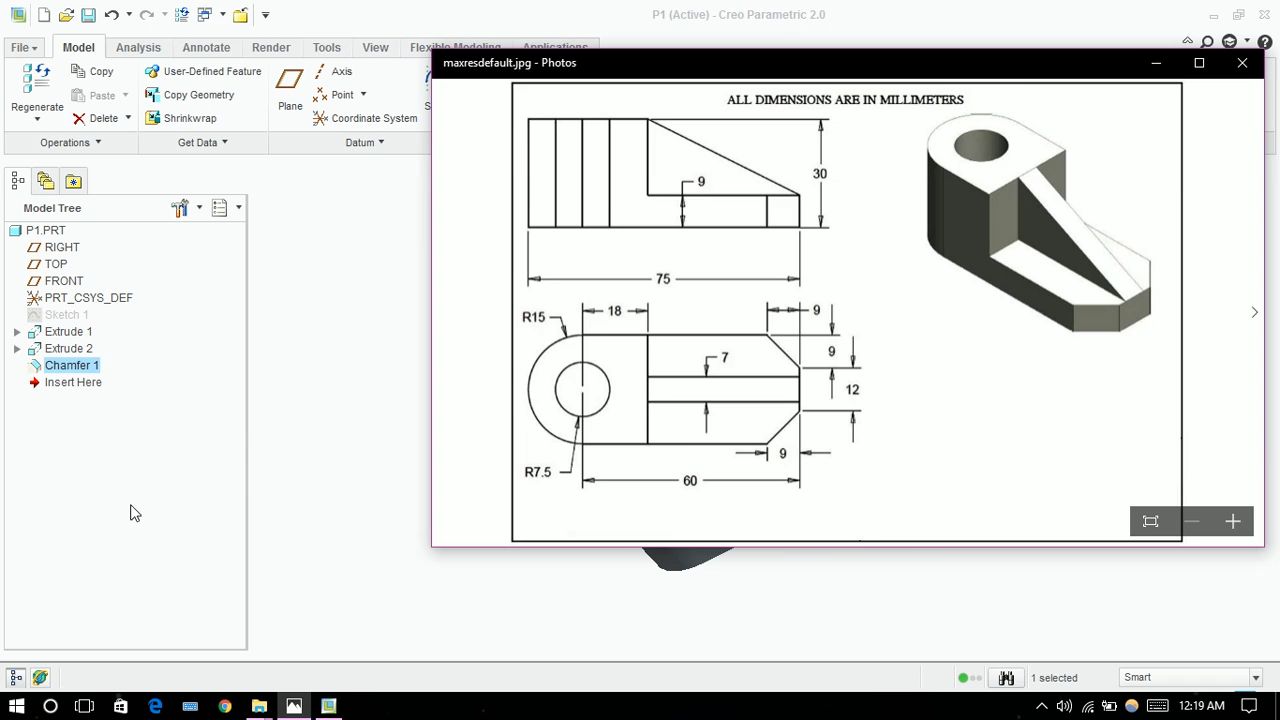 P1 (Active) - Creo Parametric 2.0
File
Model
Analysis
Annotate
Render
Tools
View
Flexible Modeling
Applications
Regenerate
Copy
Paste
Delete
User-Defined Feature
Copy Geometry
Shrinkwrap
Plane
Axis
Point
Coordinate System
Operations
Get Data
Datum
Model Tree
P1.PRT
RIGHT
TOP
FRONT
PRT_CSYS_DEF
Sketch 1
Extrude 1
Extrude 2
Chamfer 1
Insert Here
maxresdefault.jpg - Photos
ALL DIMENSIONS ARE IN MILLIMETERS
30
9
75
18
9
R15
9
7
12
9
R7.5
60
1 selected
Smart
12:19 AM